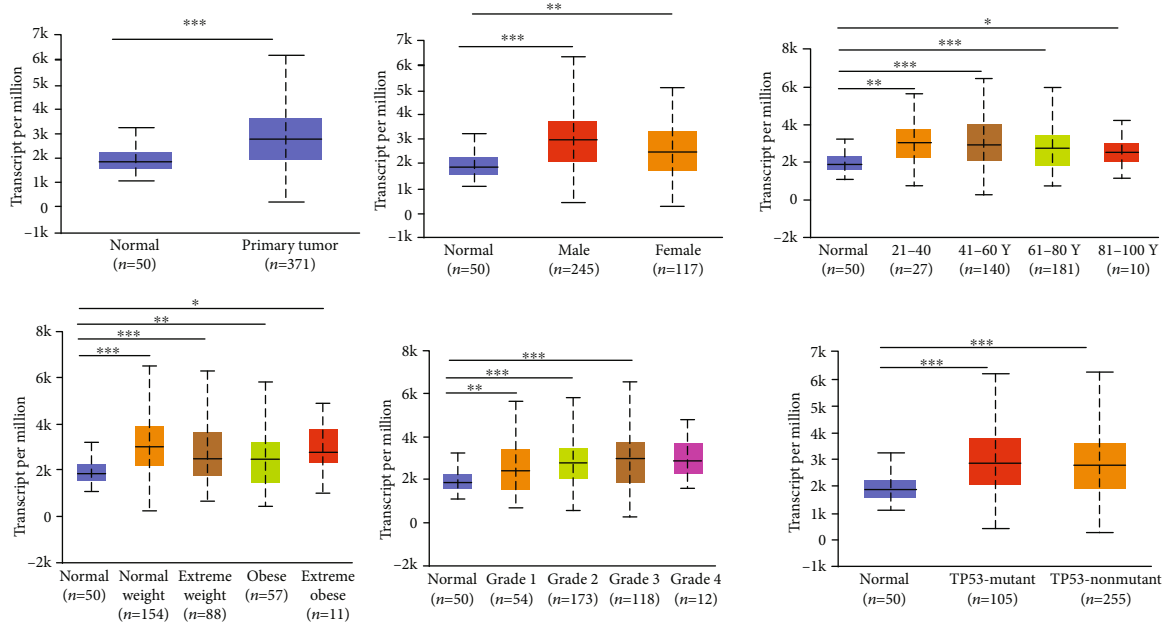 ***
7k
6k
5k
4k
3k
2k
1k
0
–1k
Transcript per million
Normal
(n=50)
Primary tumor
(n=371)
**
***
7k
6k
5k
4k
3k
2k
1k
0
–1k
Transcript per million
Normal
(n=50)
Male
(n=245)
Female
(n=117)
*
***
***
**
8k
6k
4k
2k
0
–2k
Transcript per million
Normal
(n=50)
21–40
(n=27)
41–60 Y
(n=140)
61–80 Y
(n=181)
81–100 Y
(n=10)
*
**
***
***
8k
6k
4k
2k
0
–2k
Transcript per million
Normal
(n=50)
Normal
weight
(n=154)
Extreme
weight
(n=88)
Obese
(n=57)
Extreme
obese
(n=11)
***
***
**
8k
6k
4k
2k
0
–2k
Transcript per million
Normal
(n=50)
Grade 1
(n=54)
Grade 2
(n=173)
Grade 3
(n=118)
Grade 4
(n=12)
***
***
7k
6k
5k
4k
3k
2k
1k
0
–1k
Transcript per million
Normal
(n=50)
TP53-mutant
(n=105)
TP53-nonmutant
(n=255)